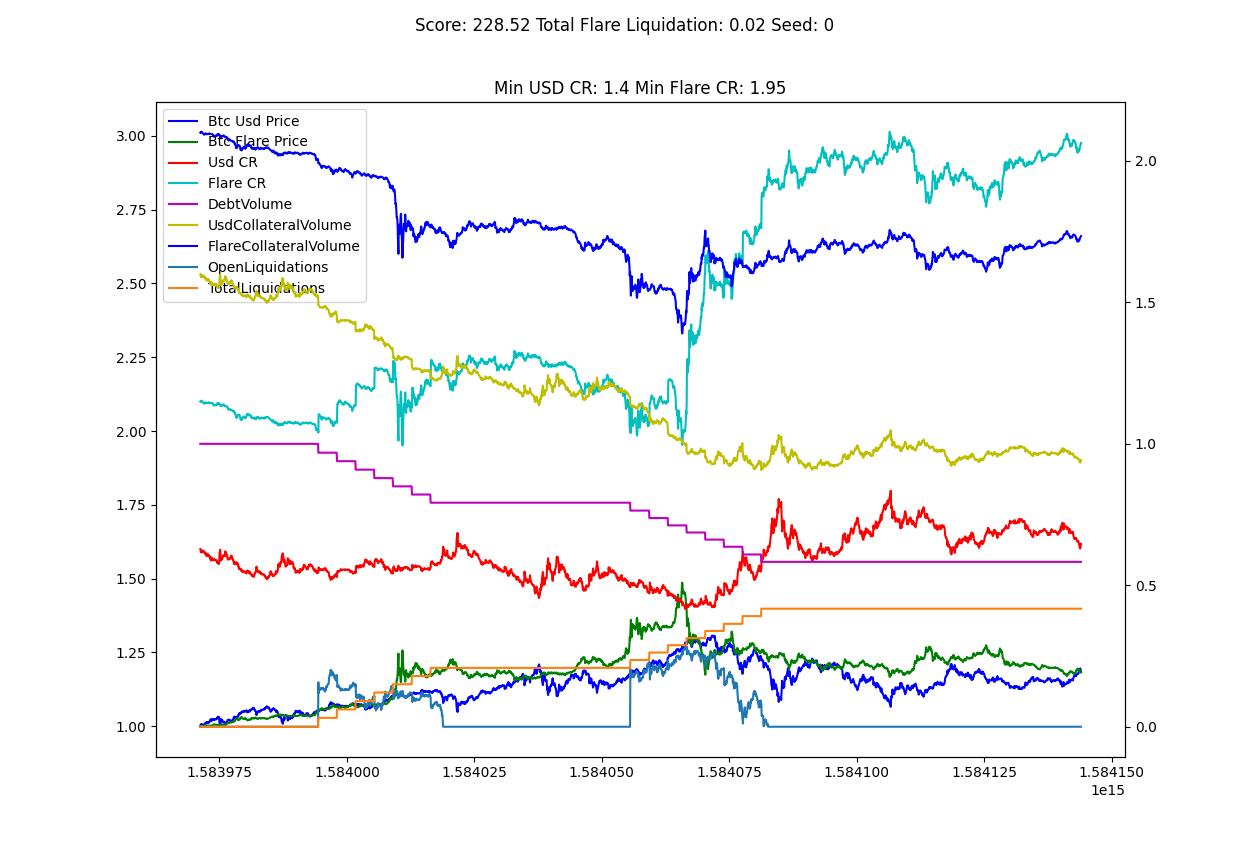 Score: 228.52 Total Flare Liquidation: 0.02 Seed: 0
Min USD CR: 1.4 Min Flare CR: 1.95
Btc Usd Price
Btc Flare Price
Usd CR
Flare CR
DebtVolume
UsdCollateralVolume
FlareCollateralVolume
OpenLiquidations
TotalLiquidations
3.00
2.75
2.50
2.25
2.00
1.75
1.50
1.25
1.00
2.0
1.5
1.0
0.5
0.0
1.583975 1.584000 1.584025 1.584050 1.584075 1.584100 1.584125 1.584150
1e15